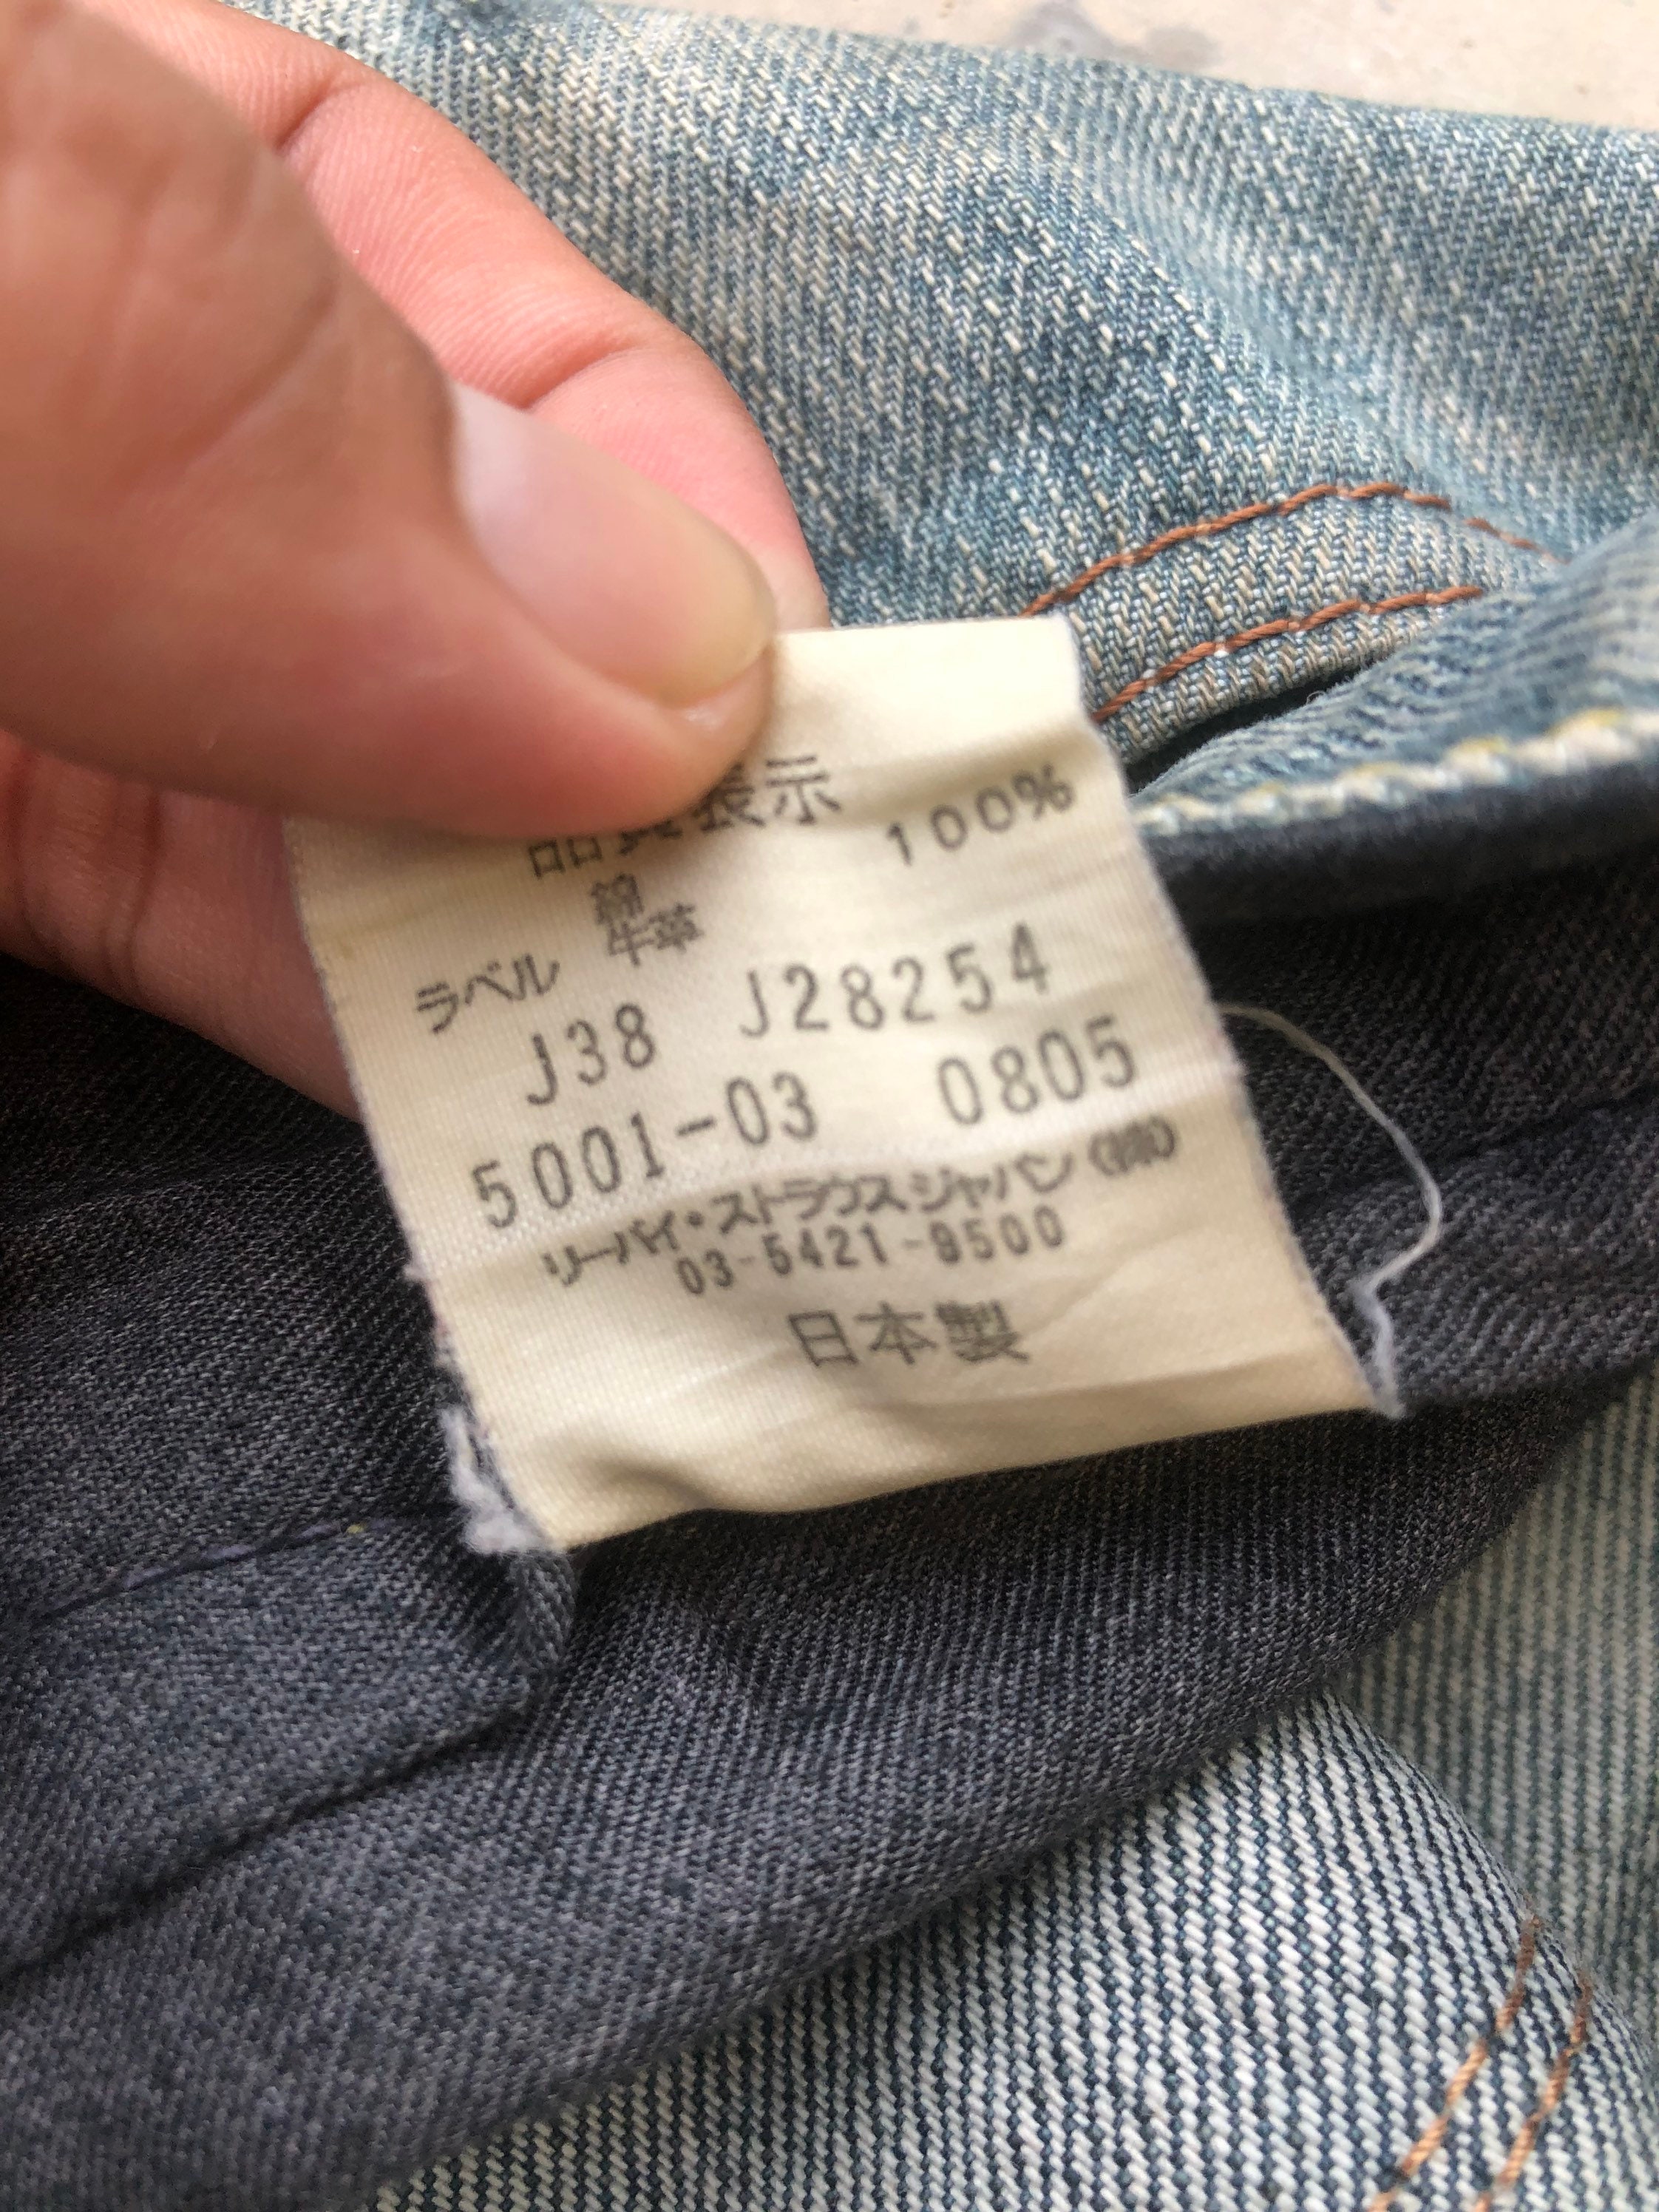 品質表示
綿 100%
ラベル 牛革
J38 J28254
5001-03 0805
リーバイ・ストラウスジャパン(株)
03-5421-9500
日本製